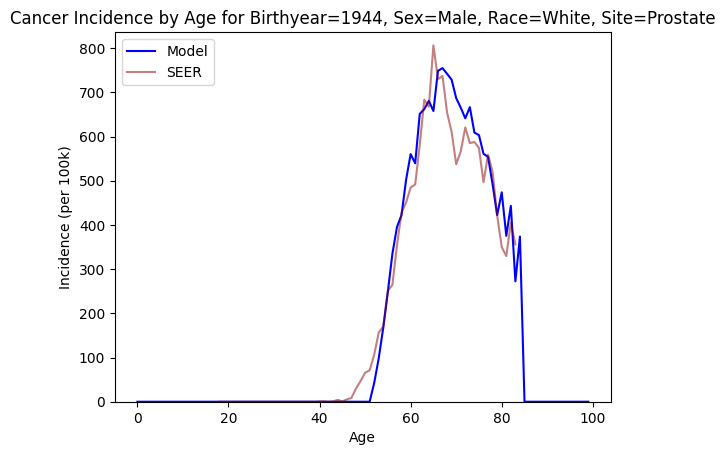 Cancer Incidence by Age for Birthyear=1944, Sex=Male, Race=White, Site=Prostate
Model
SEER
800
700
600
500
400
300
200
100
0
Incidence (per 100k)
0 20 40 60 80 100
Age